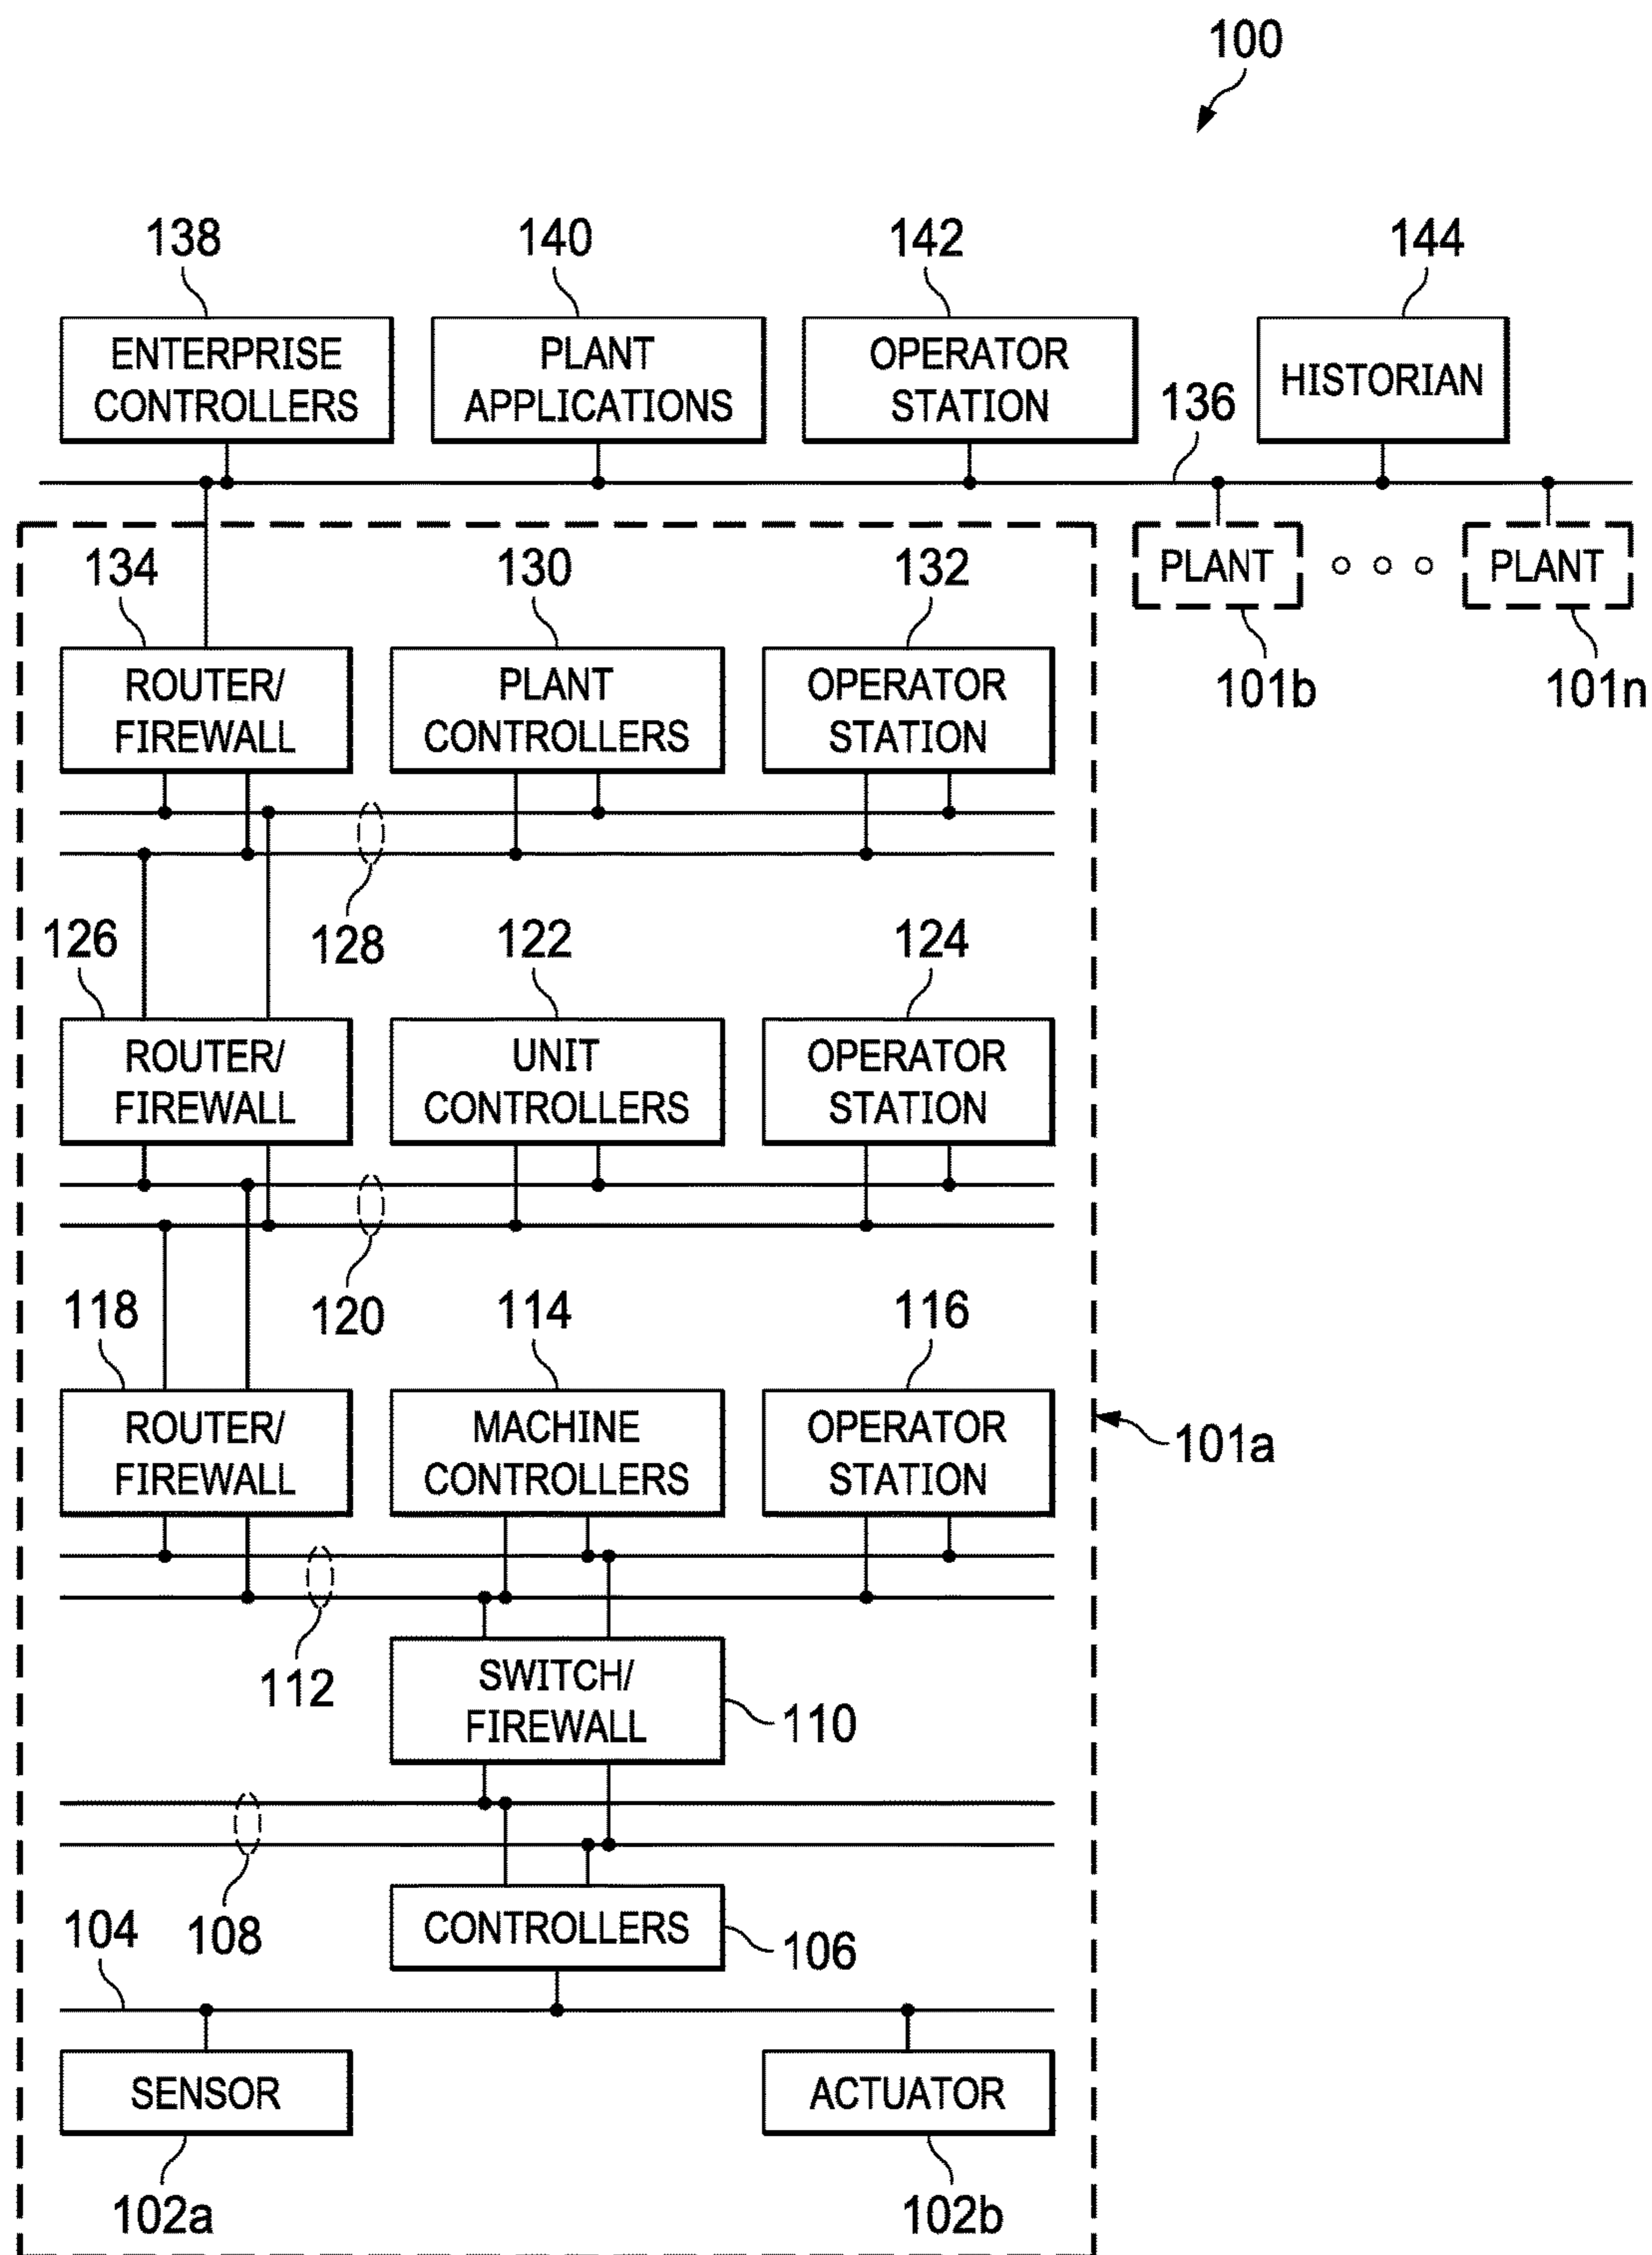 100
138
140
142
144
ENTERPRISE
CONTROLLERS
PLANT
APPLICATIONS
OPERATOR
STATION
HISTORIAN
136
134
130
132
PLANT
PLANT
ROUTER/
FIREWALL
PLANT
CONTROLLERS
OPERATOR
STATION
101b
101n
128
126
122
124
ROUTER/
FIREWALL
UNIT
CONTROLLERS
OPERATOR
STATION
120
118
114
116
ROUTER/
FIREWALL
MACHINE
CONTROLLERS
OPERATOR
STATION
101a
112
SWITCH/
FIREWALL
110
108
104
CONTROLLERS
106
SENSOR
ACTUATOR
102a
102b